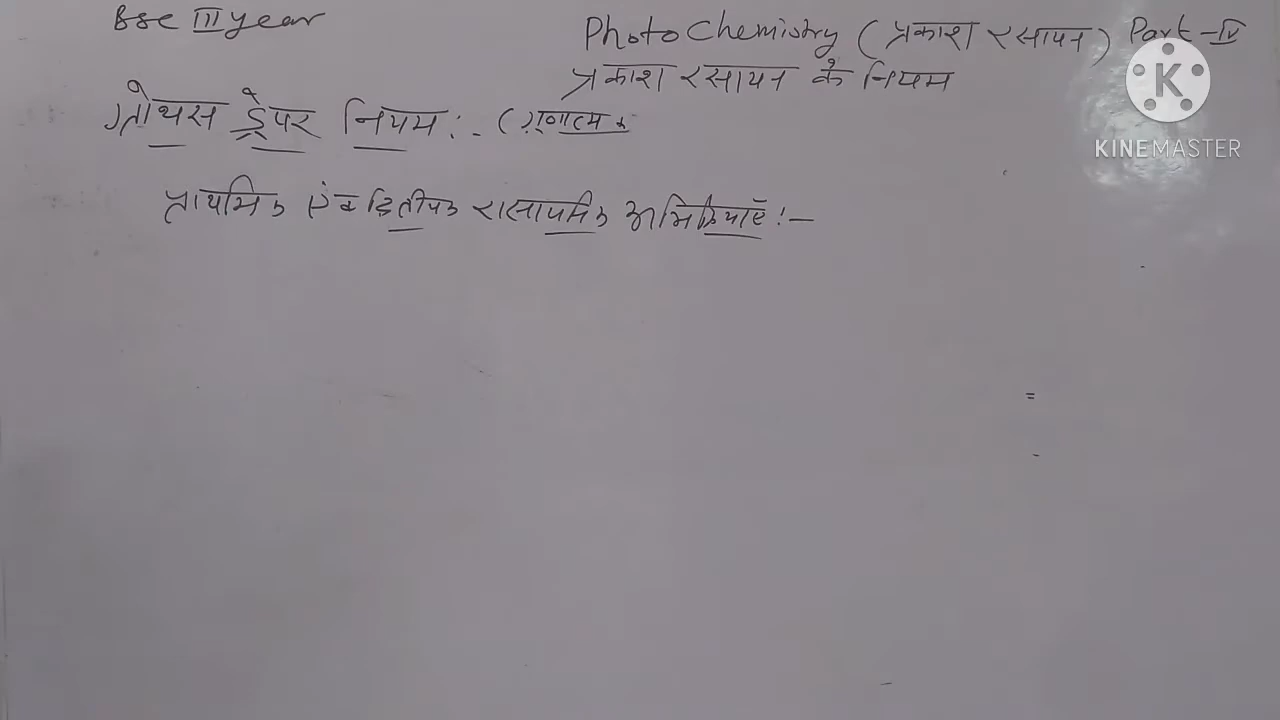 Bsc III year
Photo Chemistry (प्रकाश रसायन) Part-IV
प्रकाश रसायन के नियम
ग्रोथस ड्रेपर नियम:- (गुणात्मक
प्राथमिक एंव द्वितीयक रासायनिक अभिक्रियाएँ:-
K
KINEMASTER